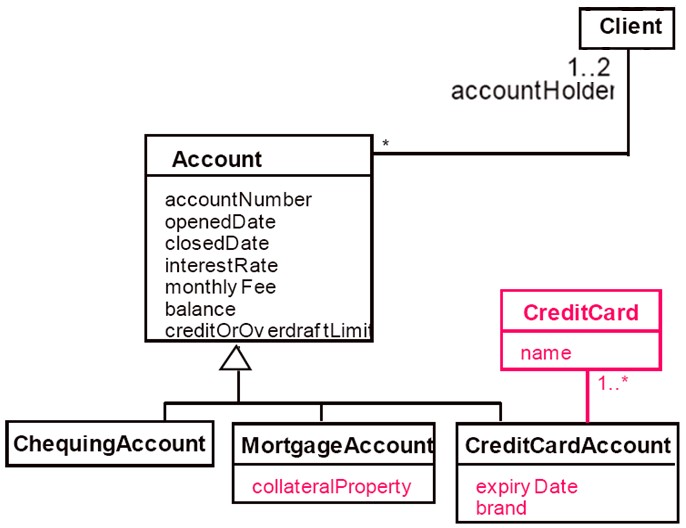 Client
1..2
accountHolder
*
Account
accountNumber
openedDate
closedDate
interestRate
monthly Fee
balance
creditOrOverdraftLimit
CreditCard
name
1..*
ChequingAccount
MortgageAccount
collateralProperty
CreditCardAccount
expiry Date
brand